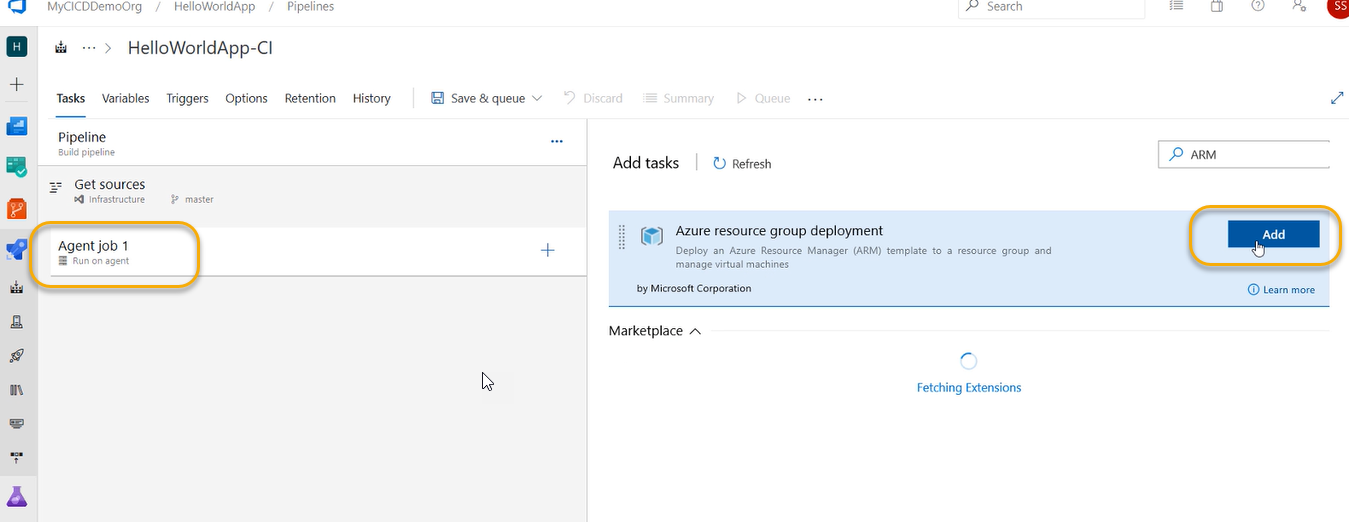 MyCICDDemoOrg / HelloWorldApp / Pipelines
Search
SS
H
··· > HelloWorldApp-CI
Tasks Variables Triggers Options Retention History Save & queue Discard Summary Queue ...
Pipeline
Build pipeline
...
Get sources
Infrastructure master
Agent job 1
Run on agent
Add tasks Refresh
ARM
Azure resource group deployment
Deploy an Azure Resource Manager (ARM) template to a resource group and
manage virtual machines
by Microsoft Corporation
Add
Learn more
Marketplace
Fetching Extensions